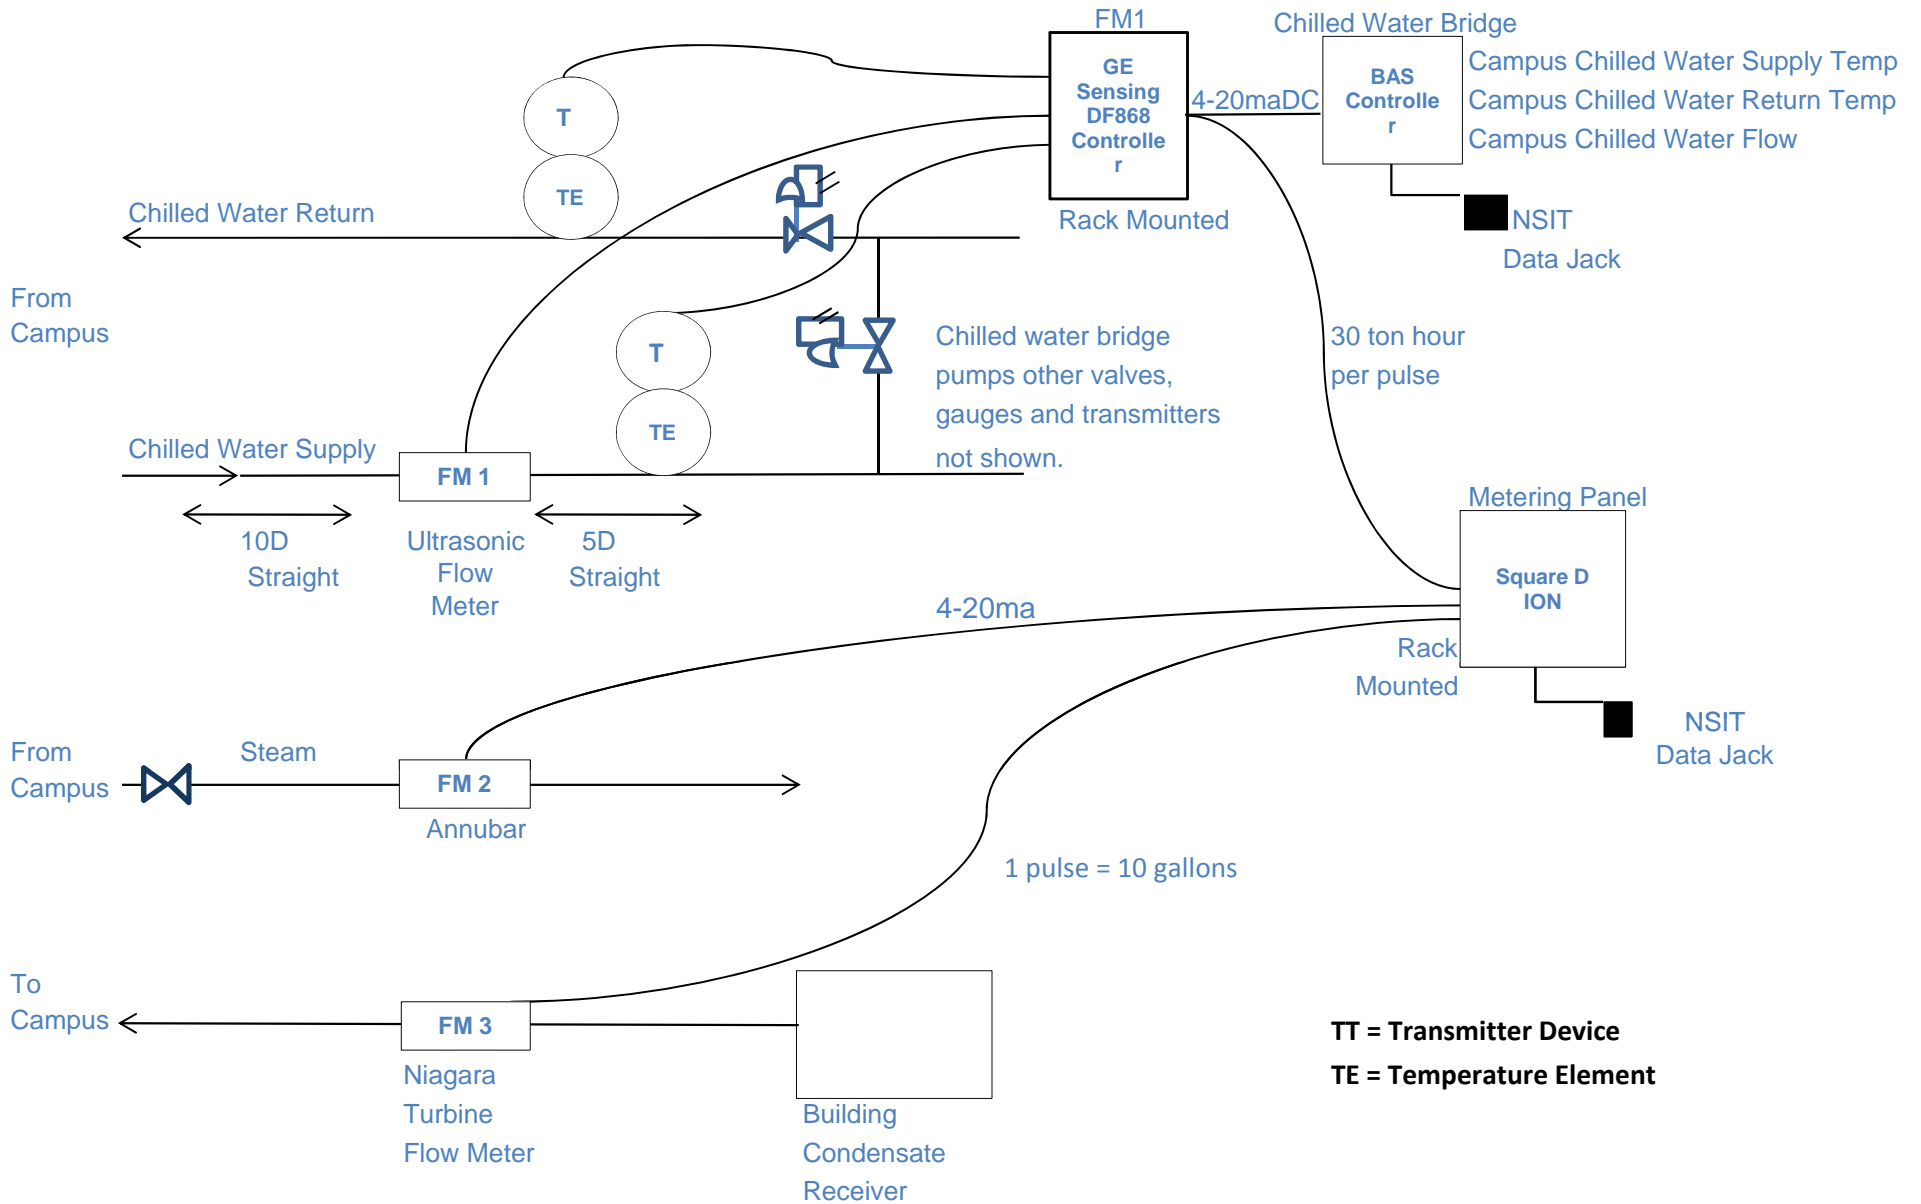 FM1
GE
Sensing
DF868
Controlle
r
Rack Mounted
4-20maDC
Chilled Water Bridge
BAS
Controlle
r
Campus Chilled Water Supply Temp
Campus Chilled Water Return Temp
Campus Chilled Water Flow
NSIT
Data Jack
T
TE
Chilled Water Return
From
Campus
T
TE
Chilled water bridge
pumps other valves,
gauges and transmitters
not shown.
30 ton hour
per pulse
Chilled Water Supply
FM 1
10D
Straight
Ultrasonic
Flow
Meter
5D
Straight
Metering Panel
Square D
ION
Rack
Mounted
NSIT
Data Jack
4-20ma
From
Campus
Steam
FM 2
Annubar
1 pulse = 10 gallons
To
Campus
FM 3
Niagara
Turbine
Flow Meter
Building
Condensate
Receiver
TT = Transmitter Device
TE = Temperature Element